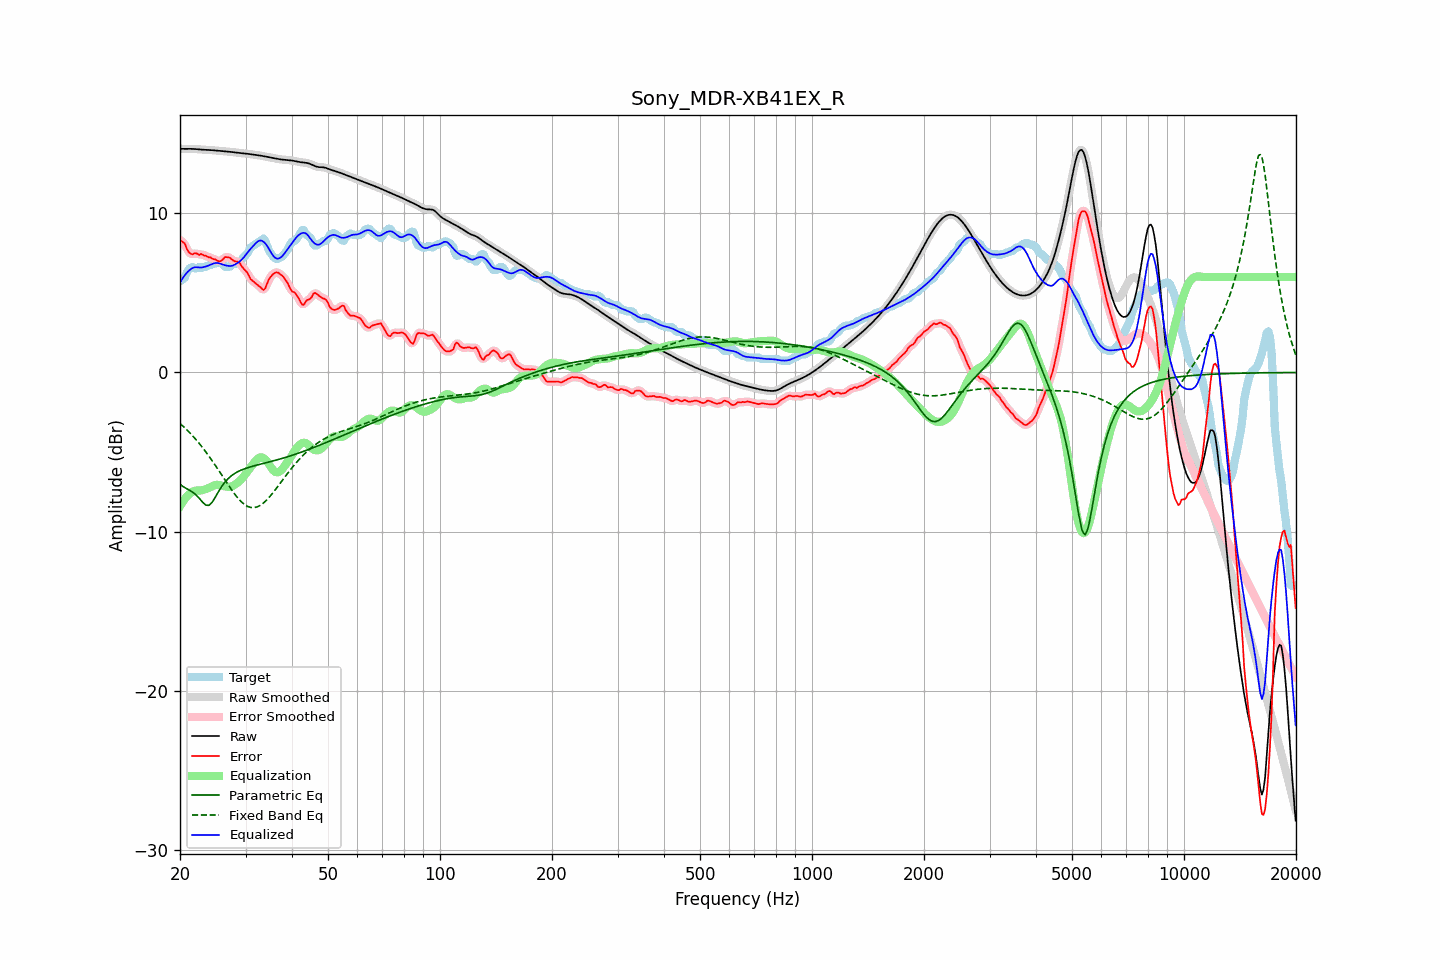 Sony_MDR-XB41EX_R
Amplitude (dBr)
10
0
−10
−20
−30
Target
Raw Smoothed
Error Smoothed
Raw
Error
Equalization
Parametric Eq
Fixed Band Eq
Equalized
20
50
100
200
500
1000
2000
5000
10000
20000
Frequency (Hz)